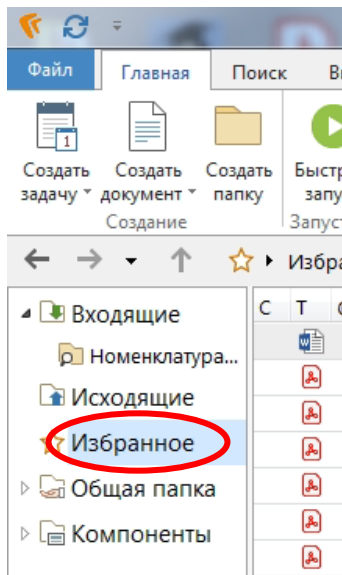 Файл Главная Поиск
Создать Создать Создать
задачу документ папку
Создание
Входящие С Т
Номенклатура...
Исходящие
Избранное
Общая папка
Компоненты